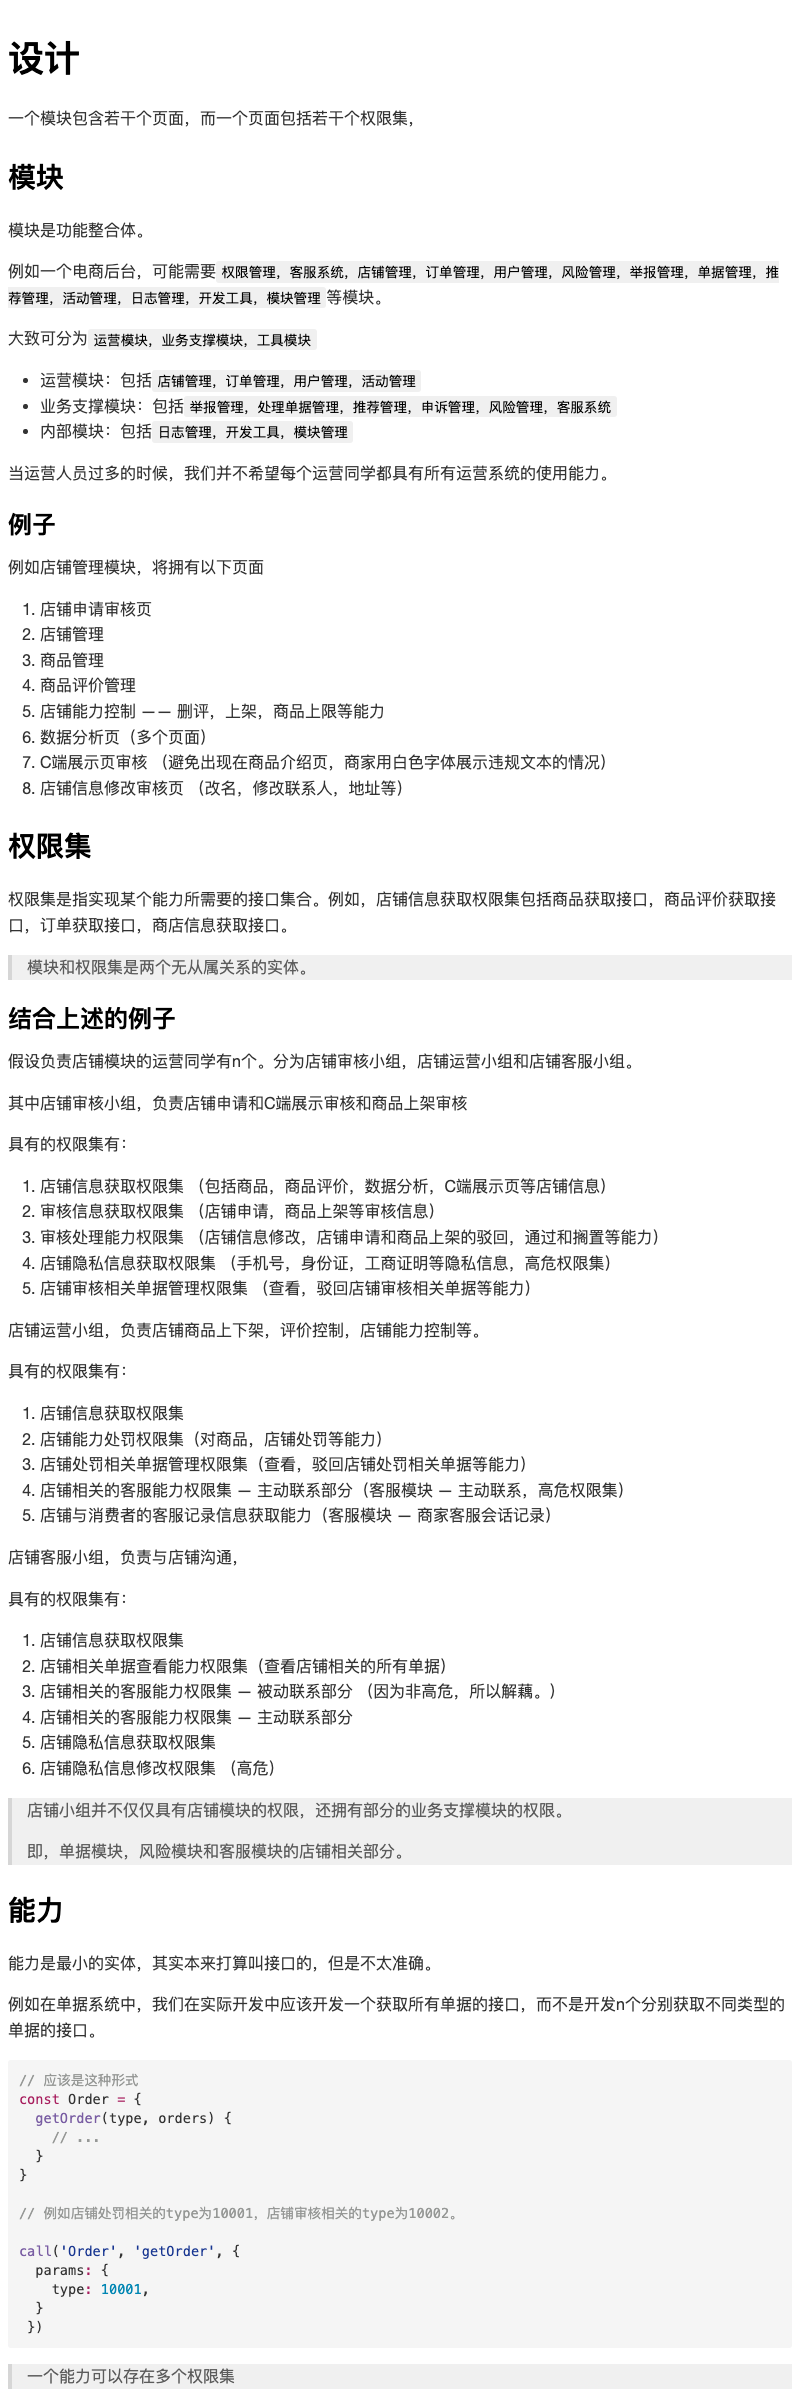 设计
一个模块包含若干个页面，而一个页面包括若干个权限集，
模块
模块是功能整合体。
例如一个电商后台，可能需要 权限管理，客服系统，店铺管理，订单管理，用户管理，风险管理，举报管理，单据管理，推
荐管理，活动管理，日志管理，开发工具，模块管理 等模块。
大致可分为 运营模块，业务支撑模块，工具模块
• 运营模块：包括 店铺管理，订单管理，用户管理，活动管理
• 业务支撑模块：包括 举报管理，处理单据管理，推荐管理，申诉管理，风险管理，客服系统
• 内部模块：包括 日志管理，开发工具，模块管理
当运营人员过多的时候，我们并不希望每个运营同学都具有所有运营系统的使用能力。
例子
例如店铺管理模块，将拥有以下页面
1. 店铺申请审核页
2. 店铺管理
3. 商品管理
4. 商品评价管理
5. 店铺能力控制 —— 删评，上架，商品上限等能力
6. 数据分析页（多个页面）
7. C端展示页审核 （避免出现在商品介绍页，商家用白色字体展示违规文本的情况）
8. 店铺信息修改审核页 （改名，修改联系人，地址等）
权限集
权限集是指实现某个能力所需要的接口集合。例如，店铺信息获取权限集包括商品获取接口，商品评价获取接
口，订单获取接口，商店信息获取接口。
模块和权限集是两个无从属关系的实体。
结合上述的例子
假设负责店铺模块的运营同学有n个。分为店铺审核小组，店铺运营小组和店铺客服小组。
其中店铺审核小组，负责店铺申请和C端展示审核和商品上架审核
具有的权限集有：
1. 店铺信息获取权限集 （包括商品，商品评价，数据分析，C端展示页等店铺信息）
2. 审核信息获取权限集 （店铺申请，商品上架等审核信息）
3. 审核处理能力权限集 （店铺信息修改，店铺申请和商品上架的驳回，通过和搁置等能力）
4. 店铺隐私信息获取权限集 （手机号，身份证，工商证明等隐私信息，高危权限集）
5. 店铺审核相关单据管理权限集 （查看，驳回店铺审核相关单据等能力）
店铺运营小组，负责店铺商品上下架，评价控制，店铺能力控制等。
具有的权限集有：
1. 店铺信息获取权限集
2. 店铺能力处罚权限集（对商品，店铺处罚等能力）
3. 店铺处罚相关单据管理权限集（查看，驳回店铺处罚相关单据等能力）
4. 店铺相关的客服能力权限集 — 主动联系部分（客服模块 — 主动联系，高危权限集）
5. 店铺与消费者的客服记录信息获取能力（客服模块 — 商家客服会话记录）
店铺客服小组，负责与店铺沟通，
具有的权限集有：
1. 店铺信息获取权限集
2. 店铺相关单据查看能力权限集（查看店铺相关的所有单据）
3. 店铺相关的客服能力权限集 — 被动联系部分 （因为非高危，所以解藕。）
4. 店铺相关的客服能力权限集 — 主动联系部分
5. 店铺隐私信息获取权限集
6. 店铺隐私信息修改权限集 （高危）
店铺小组并不仅仅具有店铺模块的权限，还拥有部分的业务支撑模块的权限。
即，单据模块，风险模块和客服模块的店铺相关部分。
能力
能力是最小的实体，其实本来打算叫接口的，但是不太准确。
例如在单据系统中，我们在实际开发中应该开发一个获取所有单据的接口，而不是开发n个分别获取不同类型的
单据的接口。
// 应该是这种形式
const Order = {
  getOrder(type, orders) {
    // ...
  }
}
// 例如店铺处罚相关的type为10001，店铺审核相关的type为10002。
call('Order', 'getOrder', {
  params: {
    type: 10001,
  }
 })
一个能力可以存在多个权限集